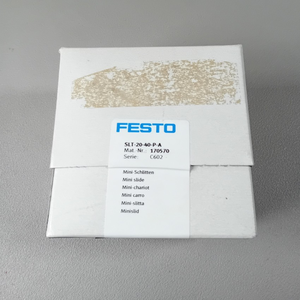 FESTO
SLT-20-40-P-A
Mat. Nr. 170570
Serie: C602
Mini Schlitten
Mini slide
Mini chariot
Mini carro
Mini-slitta
Minislid